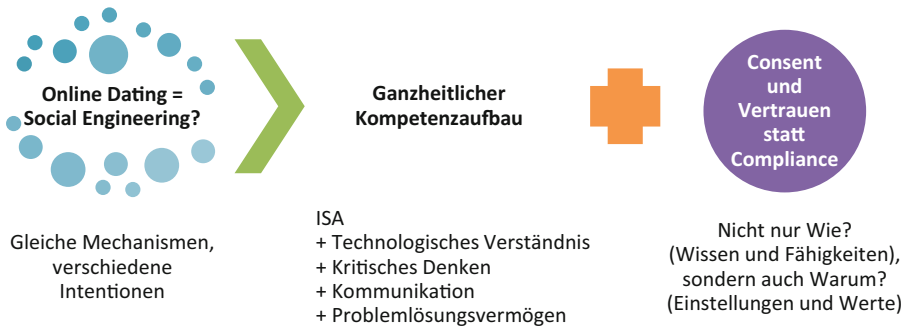 Online Dating =
Social Engineering?
Gleiche Mechanismen,
verschiedene
Intentionen
Ganzheitlicher
Kompetenzaufbau
ISA
+ Technologisches Verständnis
+ Kritisches Denken
+ Kommunikation
+ Problemlösungsvermögen
Consent
und
Vertrauen
statt
Compliance
Nicht nur Wie?
(Wissen und Fähigkeiten),
sondern auch Warum?
(Einstellungen und Werte)